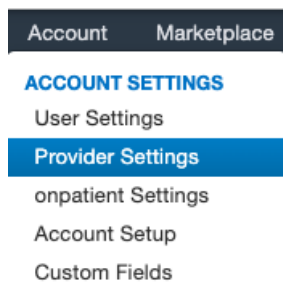 Account Marketplace
ACCOUNT SETTINGS
User Settings
Provider Settings
onpatient Settings
Account Setup
Custom Fields